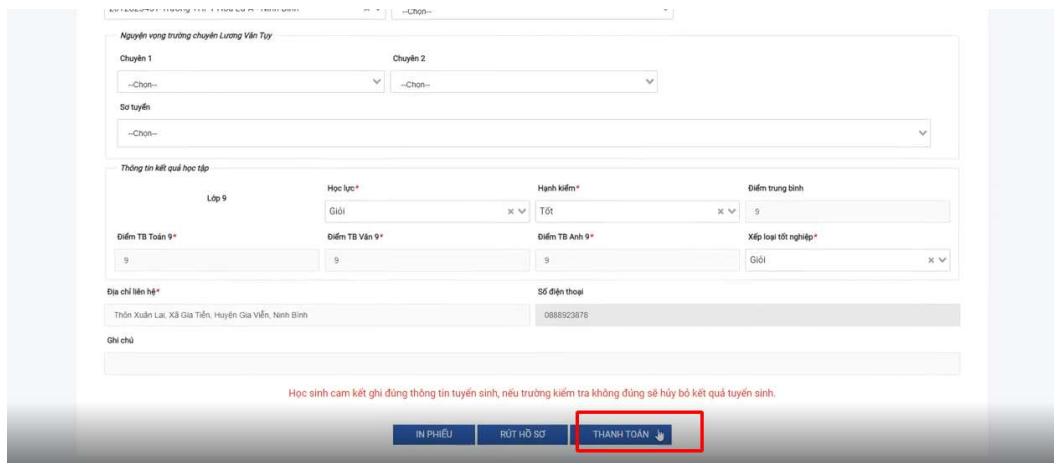 --Chọn--
Nguyện vọng trường chuyên Lương Văn Tụy
Chuyên 1 Chuyên 2
--Chọn-- --Chọn--
Sơ tuyển
--Chọn--
Thông tin kết quả học tập
Lớp 9 Học lực* Hạnh kiểm* Điểm trung bình
Giỏi Tốt 9
Điểm TB Toán 9* Điểm TB Văn 9* Điểm TB Anh 9* Xếp loại tốt nghiệp*
9 9 9 Giỏi
Địa chỉ liên hệ* Số điện thoại
Thôn Xuân Lai, Xã Gia Tiến, Huyện Gia Viễn, Ninh Bình 0888923878
Ghi chú
Học sinh cam kết ghi đúng thông tin tuyển sinh, nếu trường kiểm tra không đúng sẽ hủy bỏ kết quả tuyển sinh.
IN PHIẾU RÚT HỒ SƠ THANH TOÁN